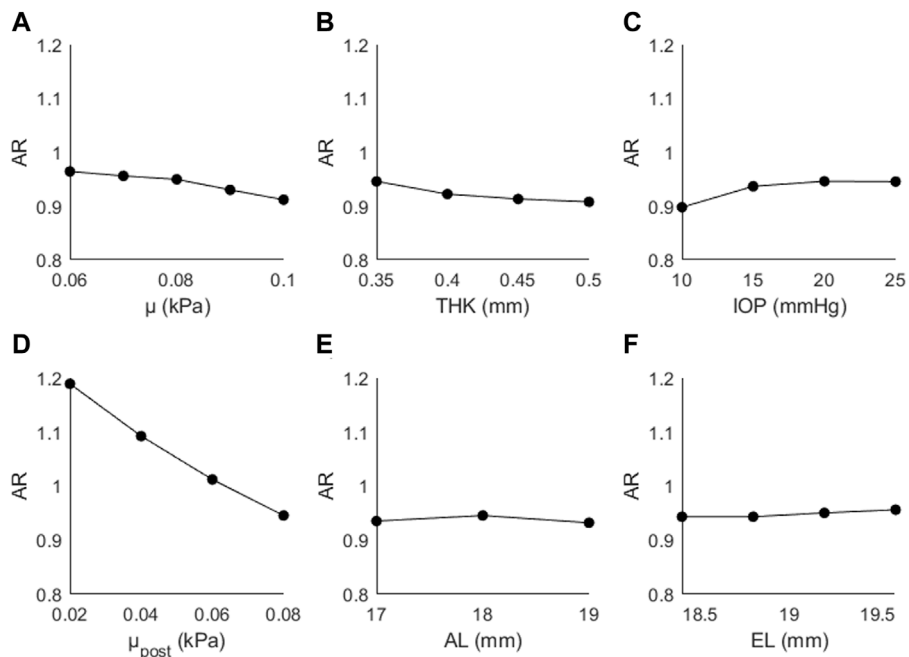 A
1.2
1.1
1
0.9
0.8
AR
0.06 0.08 0.1
μ (kPa)
B
1.2
1.1
1
0.9
0.8
AR
0.35 0.4 0.45 0.5
THK (mm)
C
1.2
1.1
1
0.9
0.8
AR
10 15 20 25
IOP (mmHg)
D
1.2
1.1
1
0.9
0.8
AR
0.02 0.04 0.06 0.08
μpost (kPa)
E
1.2
1.1
1
0.9
0.8
AR
17 18 19
AL (mm)
F
1.2
1.1
1
0.9
0.8
AR
18.5 19 19.5
EL (mm)